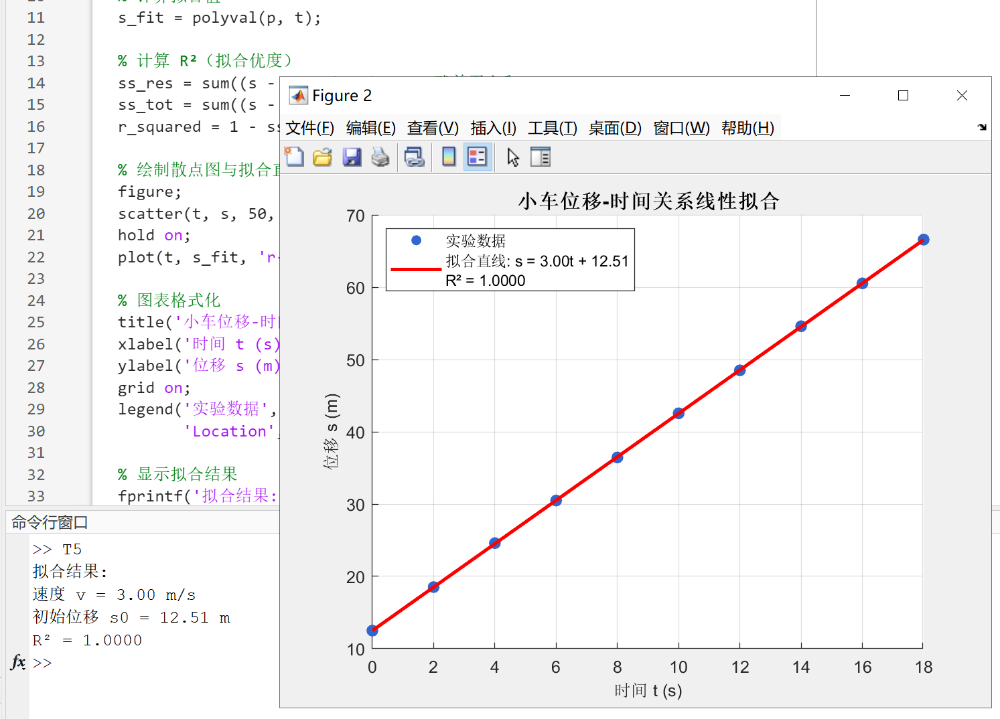 11 s_fit = polyval(p, t);
12
13 % 计算 R²（拟合优度）
14 ss_res = sum((s -
15 ss_tot = sum((s -
16 r_squared = 1 - ss
17
18 % 绘制散点图与拟合直
19 figure;
20 scatter(t, s, 50,
21 hold on;
22 plot(t, s_fit, 'r-
23
24 % 图表格式化
25 title('小车位移-时间
26 xlabel('时间 t (s)
27 ylabel('位移 s (m)
28 grid on;
29 legend('实验数据',
30 'Location',
31
32 % 显示拟合结果
33 fprintf('拟合结果:
命令行窗口
>> T5
拟合结果:
速度 v = 3.00 m/s
初始位移 s0 = 12.51 m
R² = 1.0000
fx >>
Figure 2
文件(F) 编辑(E) 查看(V) 插入(I) 工具(T) 桌面(D) 窗口(W) 帮助(H)
小车位移-时间关系线性拟合
实验数据
拟合直线: s = 3.00t + 12.51
R² = 1.0000
70
60
50
40
30
20
10
位移 s (m)
0 2 4 6 8 10 12 14 16 18
时间 t (s)